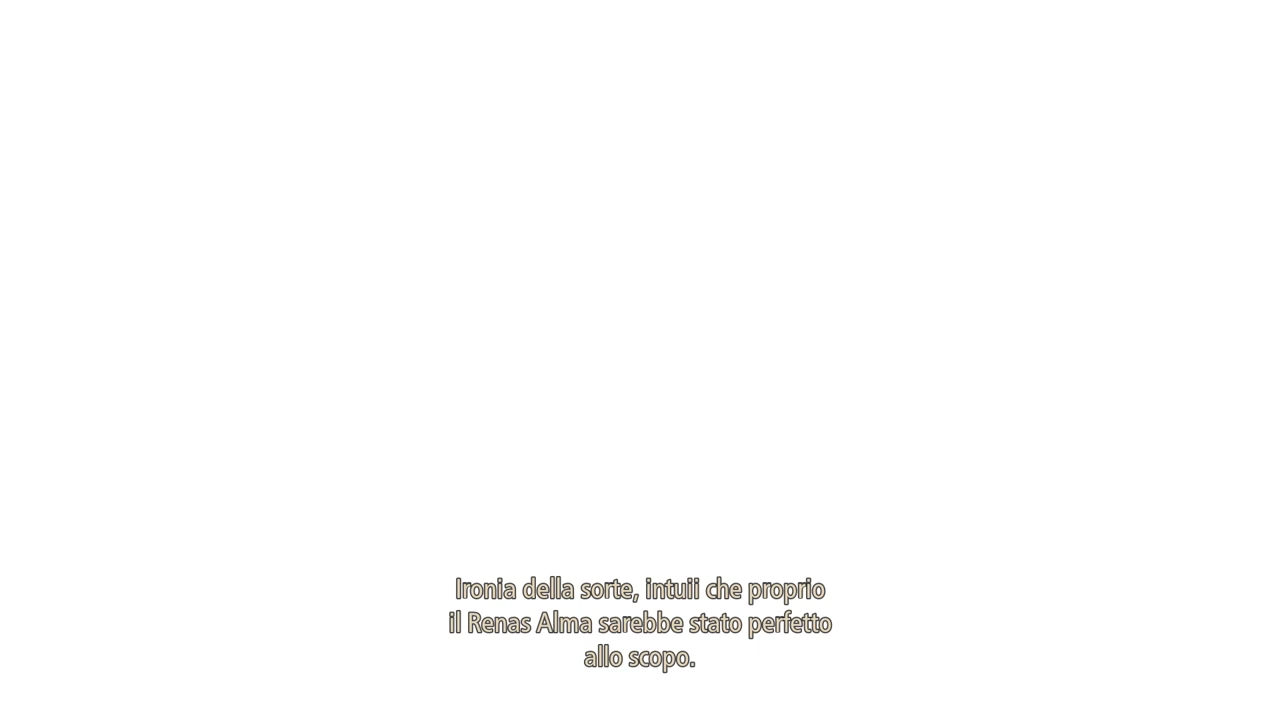 Ironia della sorte, intuii che proprio
il Renas Alma sarebbe stato perfetto
allo scopo.